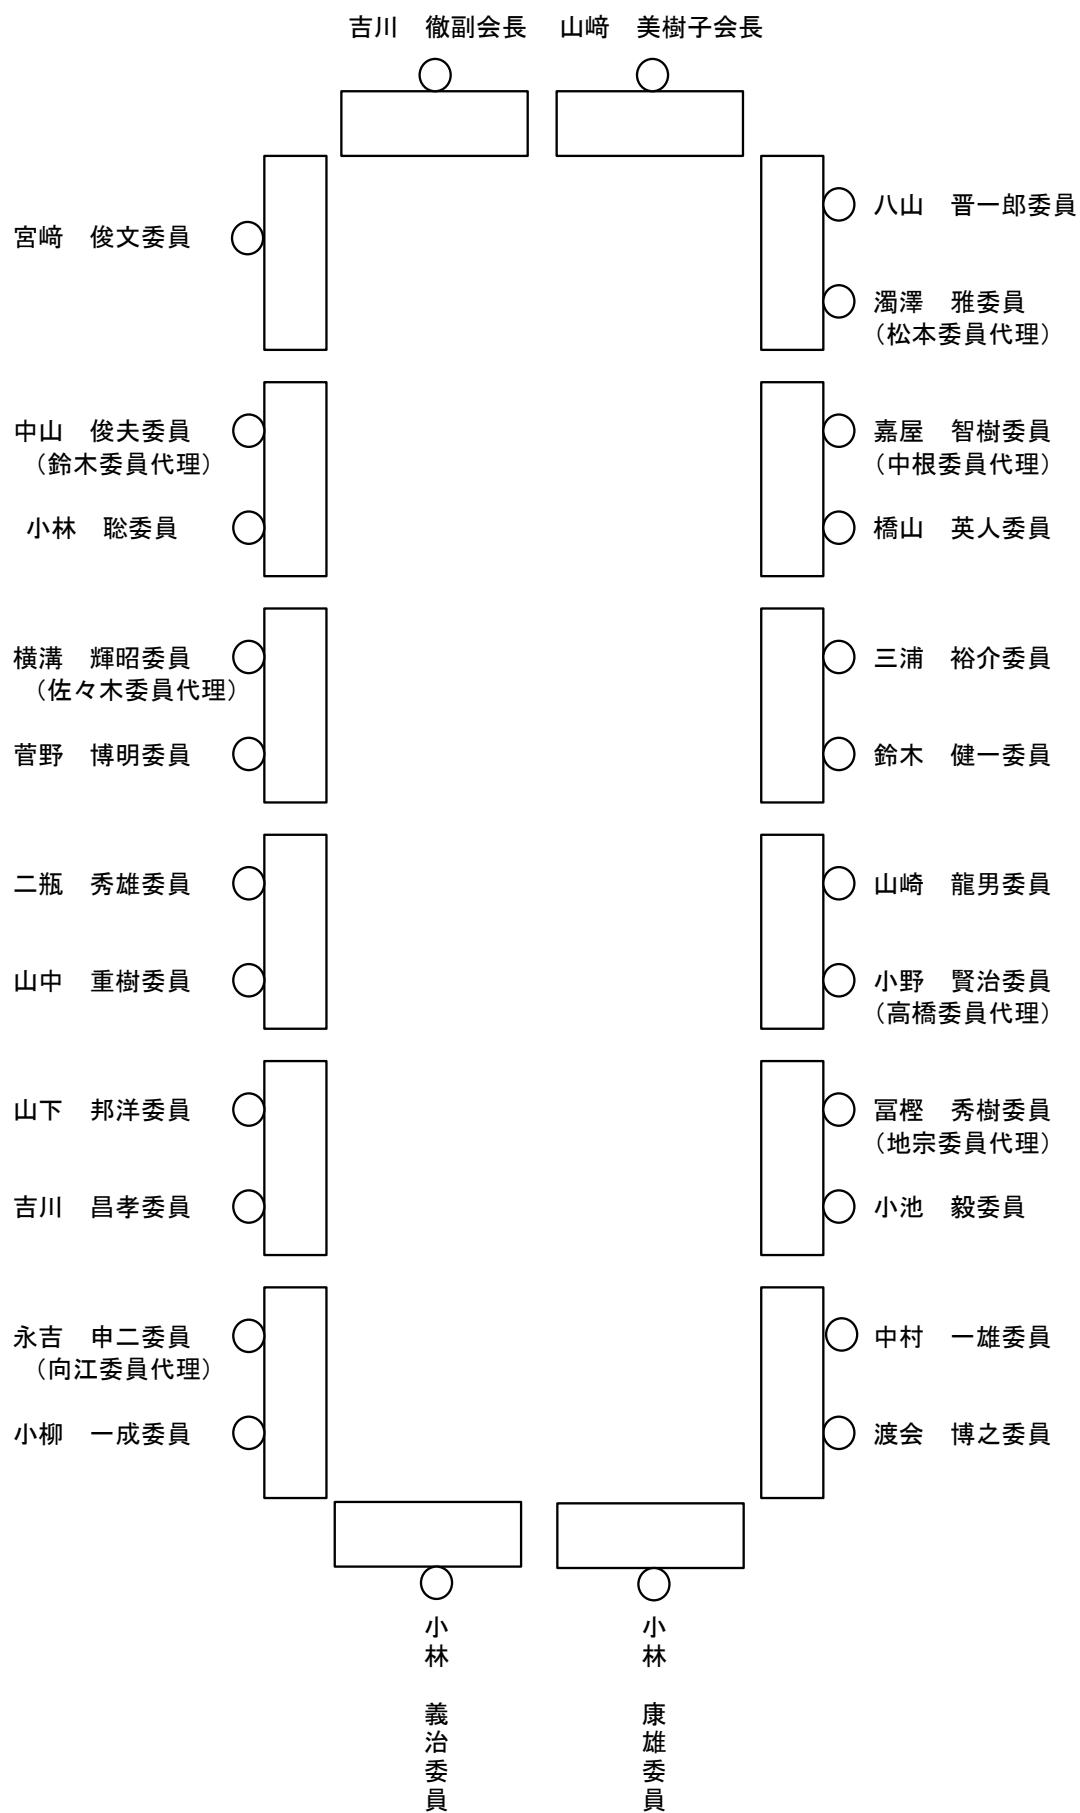 吉川　徹副会長　山﨑　美樹子会長
宮﨑　俊文委員
中山　俊夫委員
（鈴木委員代理）
小林　聡委員
横溝　輝昭委員
（佐々木委員代理）
菅野　博明委員
二瓶　秀雄委員
山中　重樹委員
山下　邦洋委員
吉川　昌孝委員
永吉　申二委員
（向江委員代理）
小柳　一成委員
八山　晋一郎委員
濁澤　雅委員
（松本委員代理）
嘉屋　智樹委員
（中根委員代理）
橋山　英人委員
三浦　裕介委員
鈴木　健一委員
山崎　龍男委員
小野　賢治委員
（高橋委員代理）
冨樫　秀樹委員
（地宗委員代理）
小池　毅委員
中村　一雄委員
渡会　博之委員
小林　義治委員
小林　康雄委員